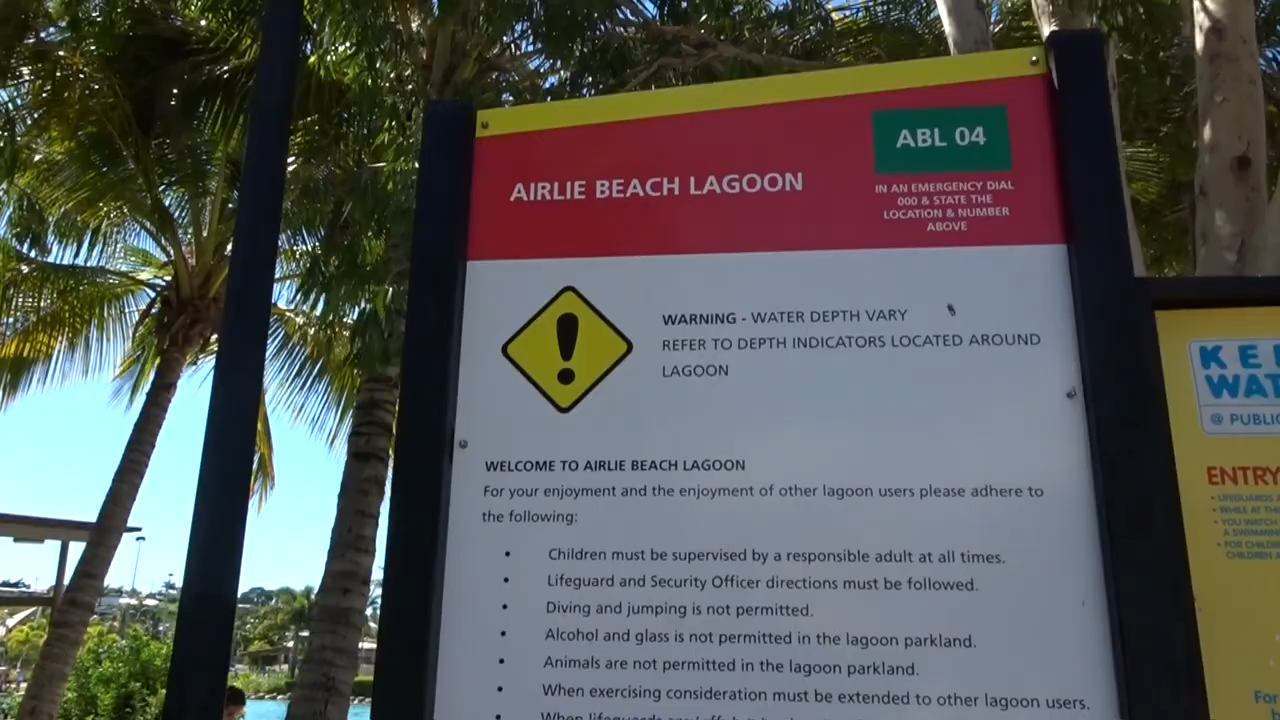 AIRLIE BEACH LAGOON
ABL 04
IN AN EMERGENCY DIAL
000 & STATE THE
LOCATION & NUMBER
ABOVE
WARNING - WATER DEPTH VARY
REFER TO DEPTH INDICATORS LOCATED AROUND
LAGOON
WELCOME TO AIRLIE BEACH LAGOON
For your enjoyment and the enjoyment of other lagoon users please adhere to
the following:
• Children must be supervised by a responsible adult at all times.
• Lifeguard and Security Officer directions must be followed.
• Diving and jumping is not permitted.
• Alcohol and glass is not permitted in the lagoon parkland.
• Animals are not permitted in the lagoon parkland.
• When exercising consideration must be extended to other lagoon users.
• When lifeguards
@ PUBLIC
ENTRY
• LIFEGUARDS
• WHILE AT
• YOU WATCH
A
• FOR
CHILDREN
For